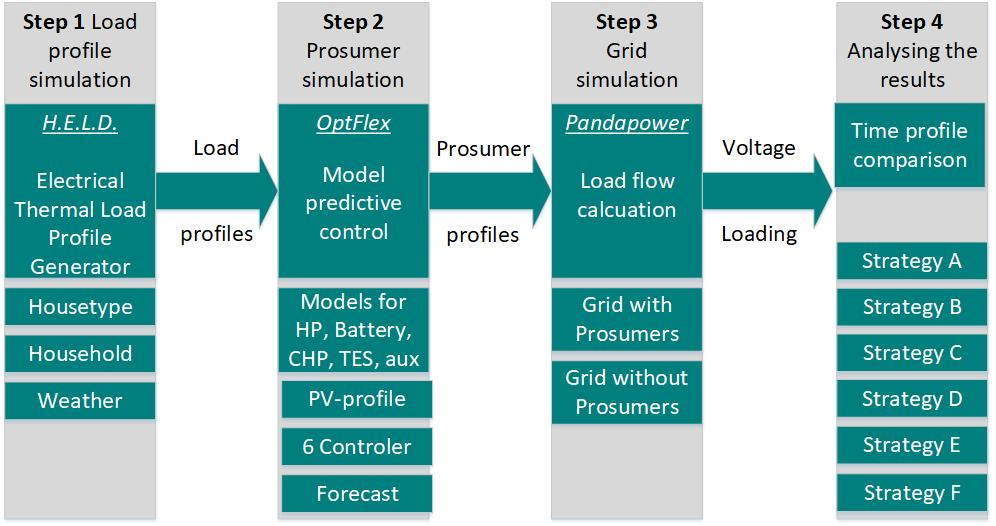 Step 1 Load
profile
simulation
H.E.L.D.
Electrical
Thermal Load
Profile
Generator
Housetype
Household
Weather
Load
profiles
Step 2
Prosumer
simulation
OptFlex
Model
predictive
control
Models for
HP, Battery,
CHP, TES, aux
PV-profile
6 Controler
Forecast
Prosumer
profiles
Step 3
Grid
simulation
Pandapower
Load flow
calcuation
Grid with
Prosumers
Grid without
Prosumers
Voltage
Loading
Step 4
Analysing the
results
Time profile
comparison
Strategy A
Strategy B
Strategy C
Strategy D
Strategy E
Strategy F